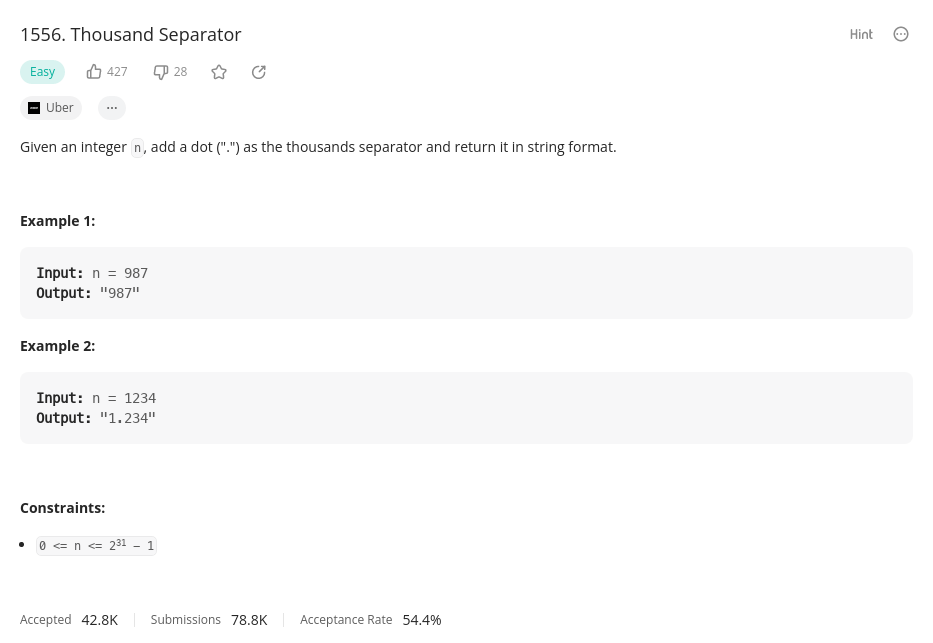 1556. Thousand Separator
Hint
Easy 427 28
Uber ...
Given an integer n, add a dot (".") as the thousands separator and return it in string format.
Example 1:
Input: n = 987
Output: "987"
Example 2:
Input: n = 1234
Output: "1.234"
Constraints:
• 0 <= n <= 2³¹ − 1
Accepted 42.8K Submissions 78.8K Acceptance Rate 54.4%